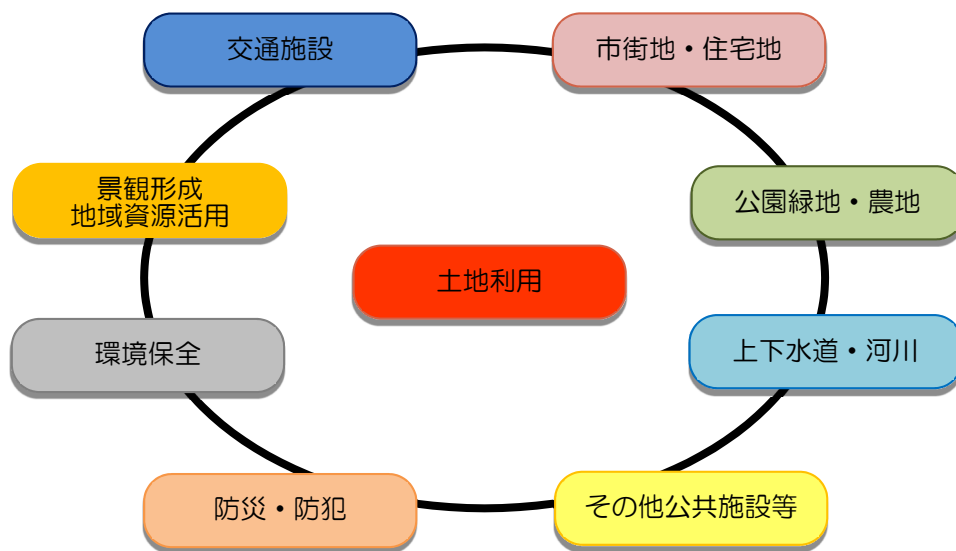 交通施設
市街地・住宅地
景観形成
地域資源活用
公園緑地・農地
土地利用
環境保全
上下水道・河川
防災・防犯
その他公共施設等